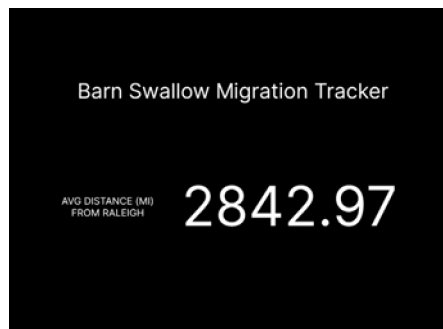 Barn Swallow Migration Tracker
AVG DISTANCE (MI)
FROM RALEIGH
2842.97